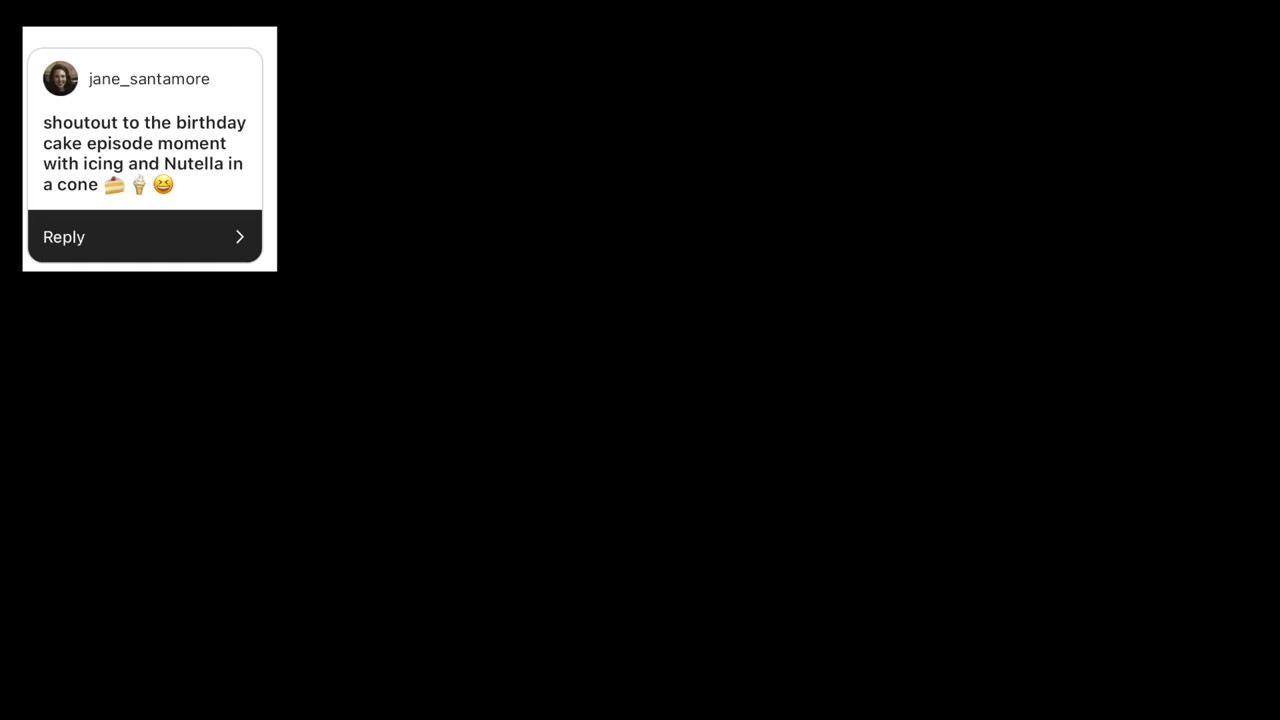 jane_santamore
shoutout to the birthday
cake episode moment
with icing and Nutella in
a cone 🍰🍦😆
Reply